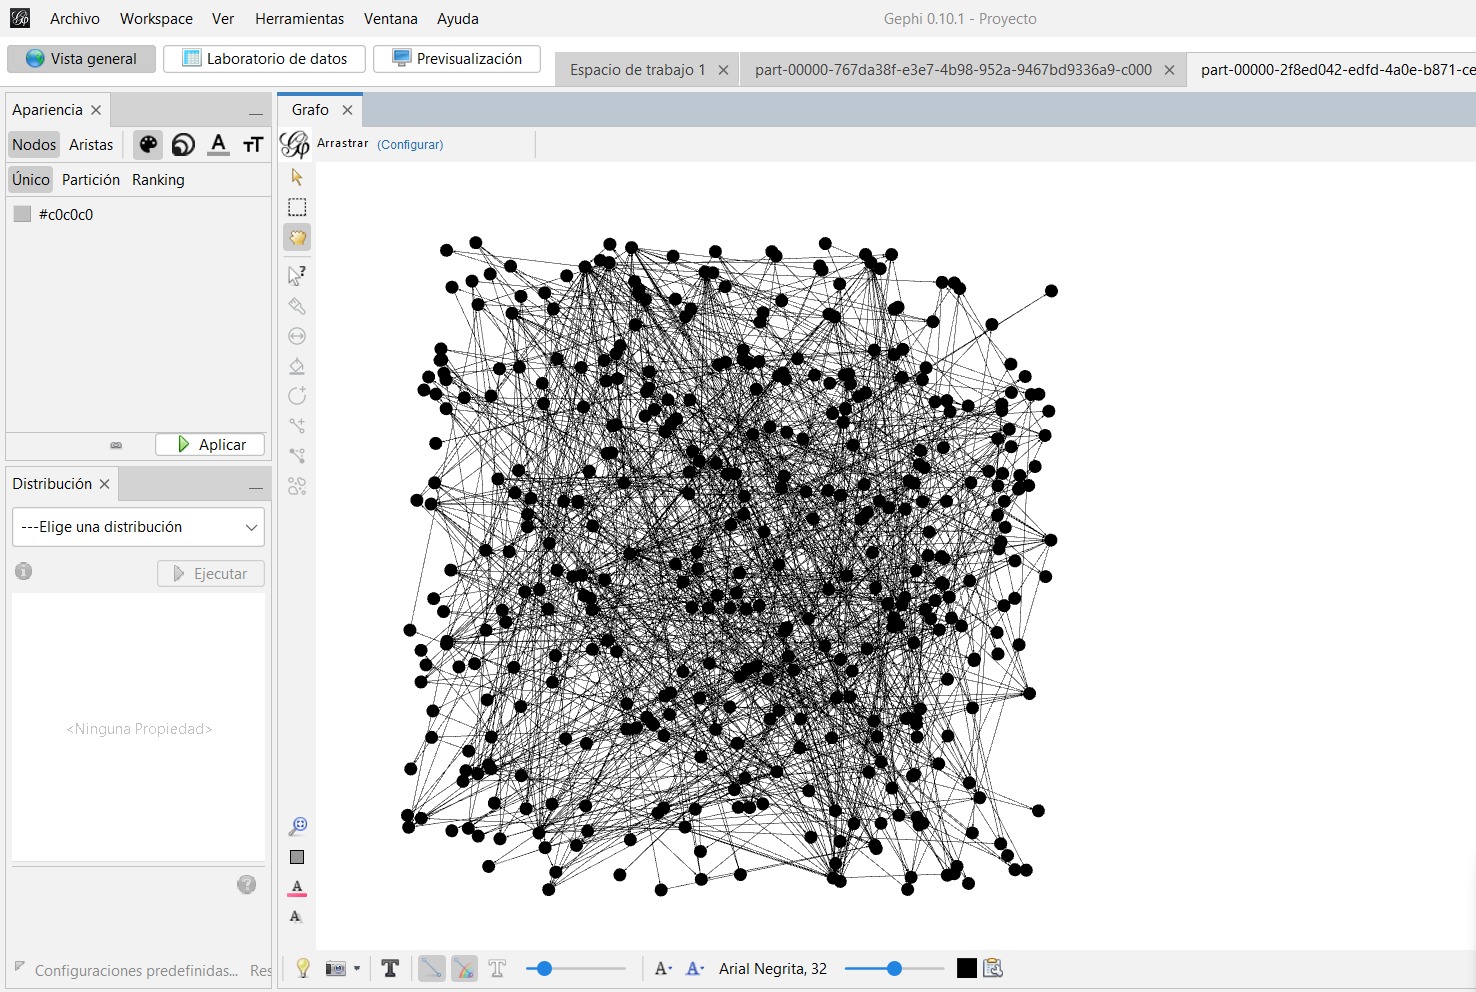 Archivo Workspace Ver Herramientas Ventana Ayuda
Gephi 0.10.1 - Proyecto
Vista general
Laboratorio de datos
Previsualización
Espacio de trabajo 1
part-00000-767da38f-e3e7-4b98-952a-9467bd9336a9-c000
part-00000-2f8ed042-edfd-4a0e-b871-ce
Apariencia
Grafo
Nodos Aristas
Arrastrar (Configurar)
Único Partición Ranking
#c0c0c0
Aplicar
Distribución
---Elige una distribución
Ejecutar
<Ninguna Propiedad>
Configuraciones predefinidas... Res
Arial Negrita, 32